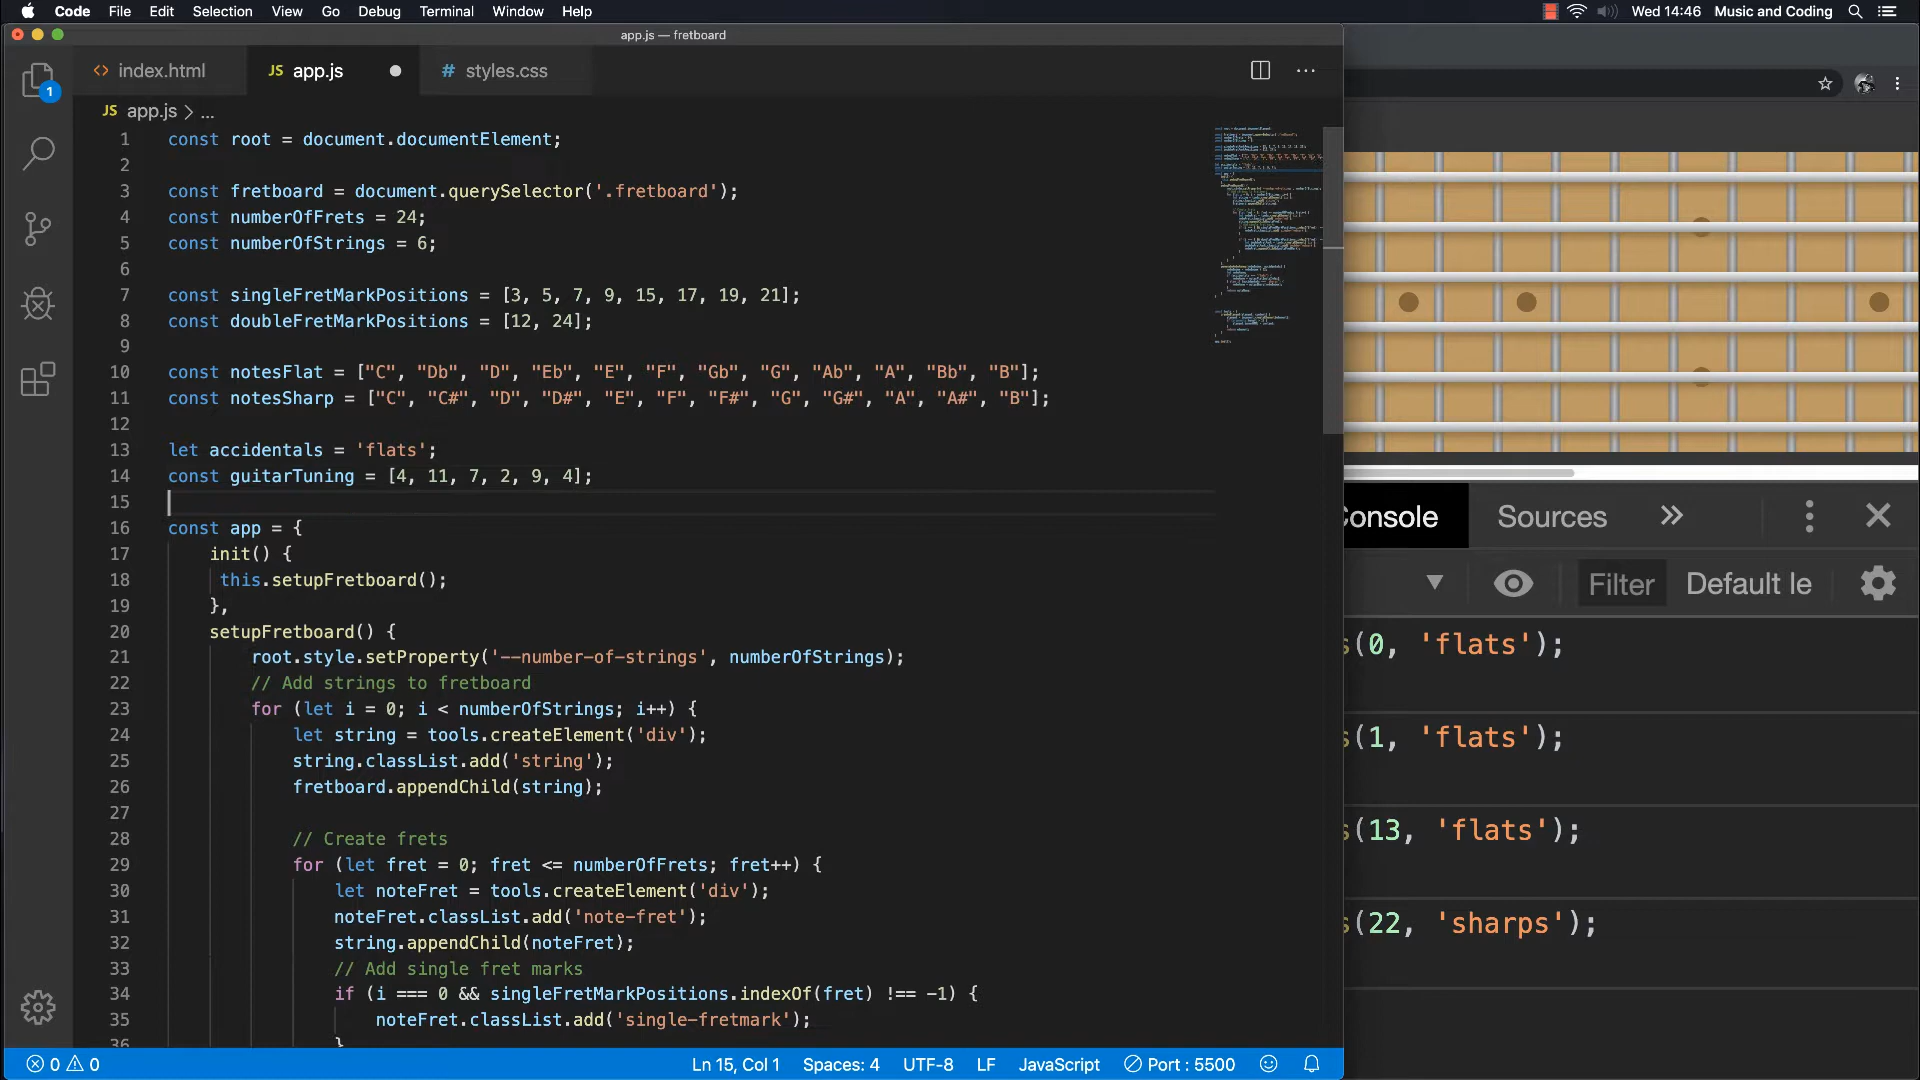 Code File Edit Selection View Go Debug Terminal Window Help Wed 14:46 Music and Coding
app.js — fretboard
index.html JS app.js # styles.css
1
JS app.js > ...
1 const root = document.documentElement;
2
3 const fretboard = document.querySelector('.fretboard');
4 const numberOfFrets = 24;
5 const numberOfStrings = 6;
6
7 const singleFretMarkPositions = [3, 5, 7, 9, 15, 17, 19, 21];
8 const doubleFretMarkPositions = [12, 24];
9
10 const notesFlat = ["C", "Db", "D", "Eb", "E", "F", "Gb", "G", "Ab", "A", "Bb", "B"];
11 const notesSharp = ["C", "C#", "D", "D#", "E", "F", "F#", "G", "G#", "A", "A#", "B"];
12
13 let accidentals = 'flats';
14 const guitarTuning = [4, 11, 7, 2, 9, 4];
15
16 const app = {
17 init() {
18 this.setupFretboard();
19 },
20 setupFretboard() {
21 root.style.setProperty('--number-of-strings', numberOfStrings);
22 // Add strings to fretboard
23 for (let i = 0; i < numberOfStrings; i++) {
24 let string = tools.createElement('div');
25 string.classList.add('string');
26 fretboard.appendChild(string);
27
28 // Create frets
29 for (let fret = 0; fret <= numberOfFrets; fret++) {
30 let noteFret = tools.createElement('div');
31 noteFret.classList.add('note-fret');
32 string.appendChild(noteFret);
33 // Add single fret marks
34 if (i === 0 && singleFretMarkPositions.indexOf(fret) !== -1) {
35 noteFret.classList.add('single-fretmark');
36 }
Console Sources »
Filter Default le
s(0, 'flats');
s(1, 'flats');
s(13, 'flats');
s(22, 'sharps');
0 0 Ln 15, Col 1 Spaces: 4 UTF-8 LF JavaScript Port : 5500